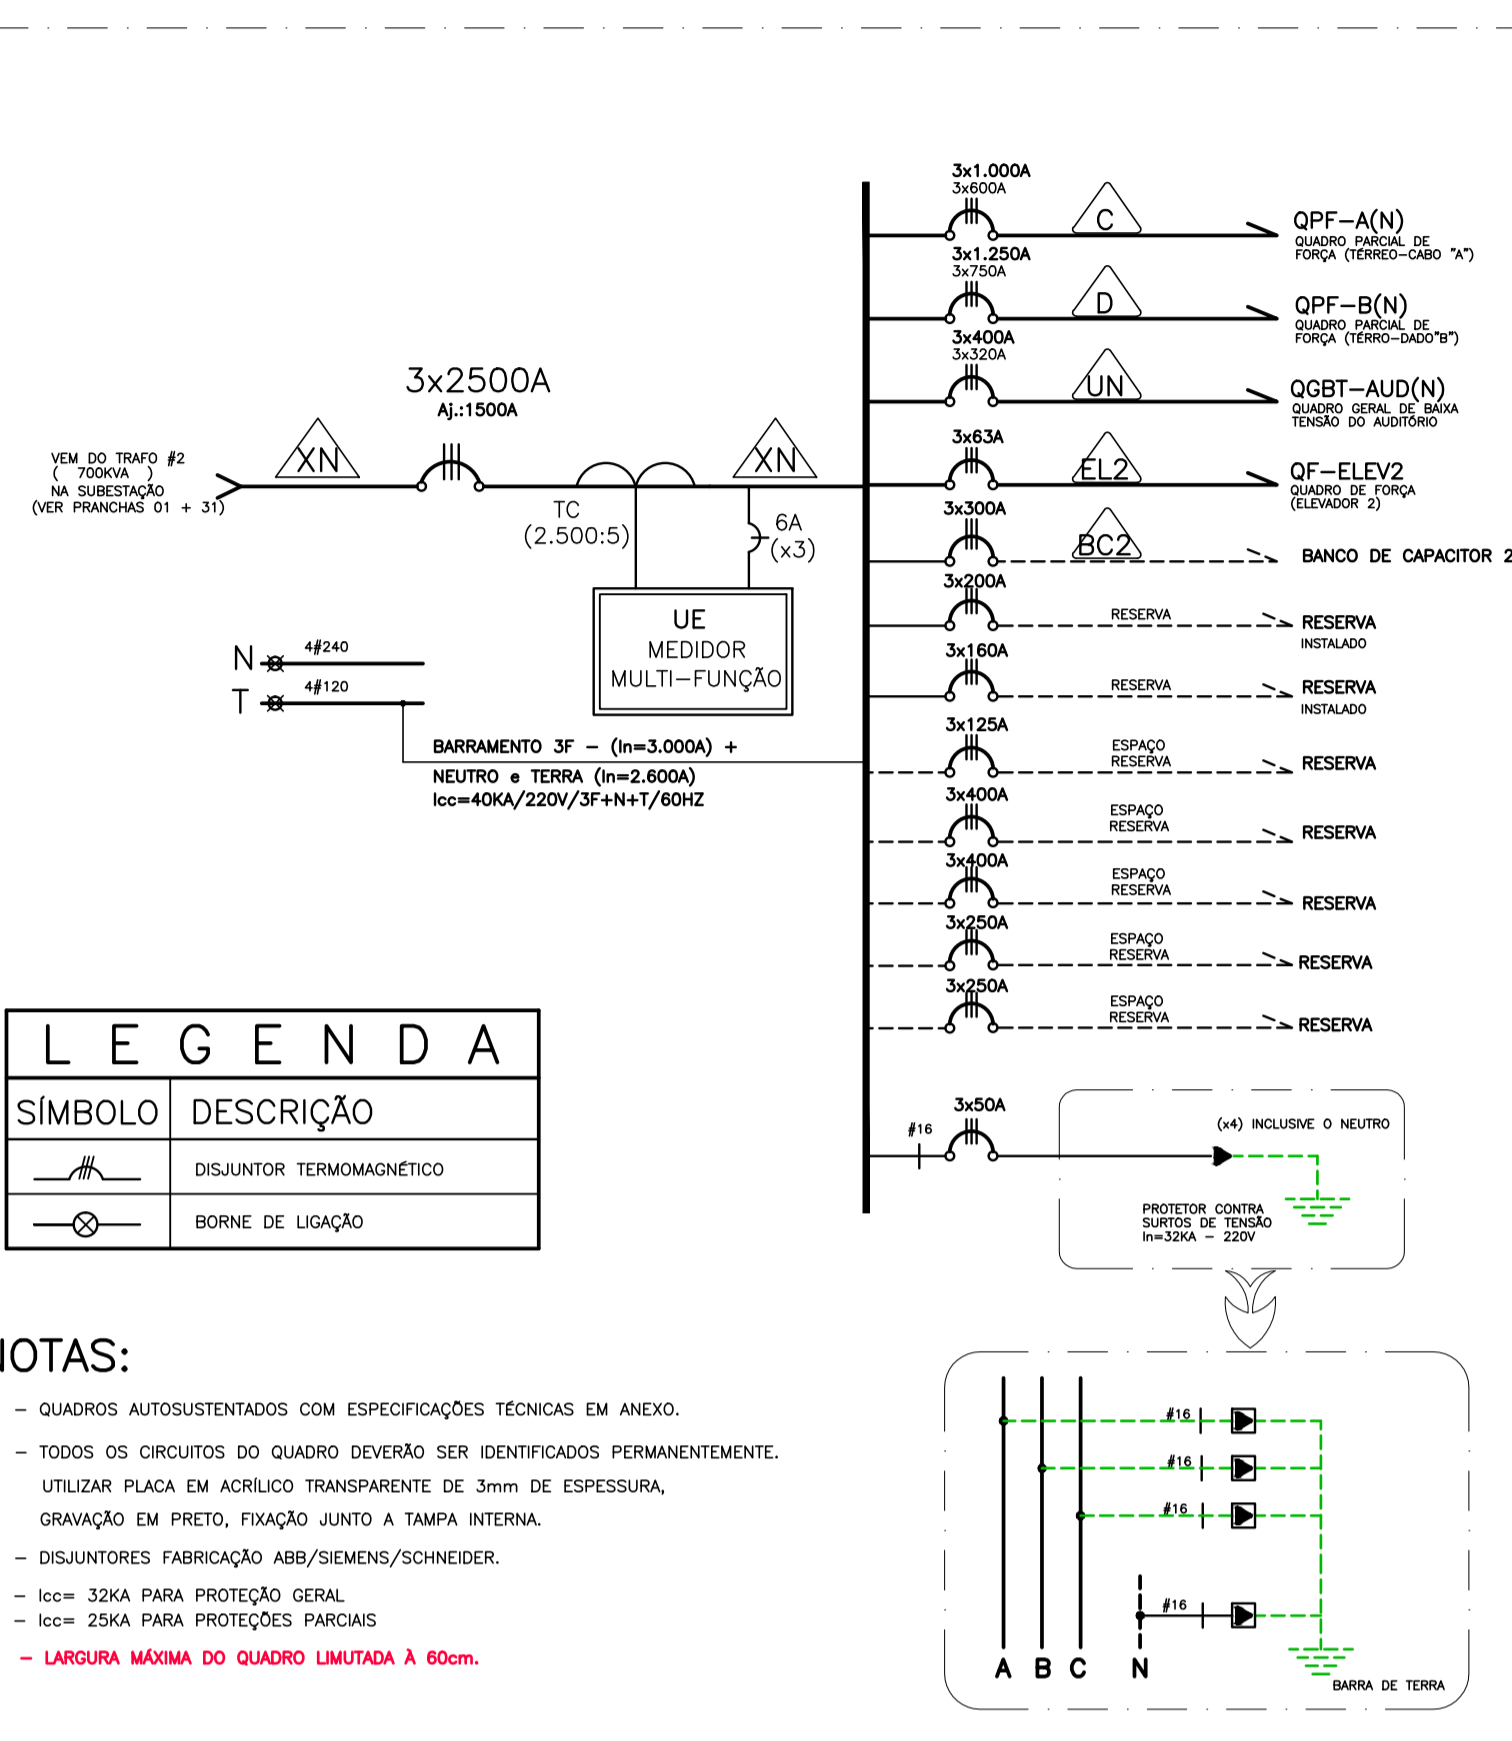 3x1.000A
3x600A
C
QPF-A(N)
QUADRO PARCIAL DE
FORÇA (TÉRREO-CABO "A")
3x1.250A
3x750A
D
QPF-B(N)
QUADRO PARCIAL DE
FORÇA (TÉRRO-DADO"B")
3x400A
3x320A
UN
QGBT-AUD(N)
QUADRO GERAL DE BAIXA
TENSÃO DO AUDITÓRIO
3x63A
EL2
QF-ELEV2
QUADRO DE FORÇA
(ELEVADOR 2)
3x300A
BC2
BANCO DE CAPACITOR 2
3x200A
RESERVA
RESERVA
INSTALADO
3x160A
RESERVA
RESERVA
INSTALADO
3x125A
ESPAÇO
RESERVA
RESERVA
3x400A
ESPAÇO
RESERVA
RESERVA
3x400A
ESPAÇO
RESERVA
RESERVA
3x250A
ESPAÇO
RESERVA
RESERVA
3x250A
ESPAÇO
RESERVA
RESERVA
3x2500A
Aj.:1500A
VEM DO TRAFO #2
( 700KVA )
NA SUBESTAÇÃO
(VER PRANCHAS 01 + 31)
XN
XN
TC
(2.500:5)
6A
(x3)
UE
MEDIDOR
MULTI-FUNÇÃO
N
4#240
T
4#120
BARRAMENTO 3F - (In=3.000A) +
NEUTRO e TERRA (In=2.600A)
Icc=40KA/220V/3F+N+T/60HZ
LEGENDA
SÍMBOLO
DESCRIÇÃO
DISJUNTOR TERMOMAGNÉTICO
BORNE DE LIGAÇÃO
3x50A
#16
(x4) INCLUSIVE O NEUTRO
PROTETOR CONTRA
SURTOS DE TENSÃO
In=32KA - 220V
NOTAS:
- QUADROS AUTOSUSTENTADOS COM ESPECIFICAÇÕES TÉCNICAS EM ANEXO.
- TODOS OS CIRCUITOS DO QUADRO DEVERÃO SER IDENTIFICADOS PERMANENTEMENTE.
UTILIZAR PLACA EM ACRÍLICO TRANSPARENTE DE 3mm DE ESPESSURA,
GRAVAÇÃO EM PRETO, FIXAÇÃO JUNTO A TAMPA INTERNA.
- DISJUNTORES FABRICAÇÃO ABB/SIEMENS/SCHNEIDER.
- Icc= 32KA PARA PROTEÇÃO GERAL
- Icc= 25KA PARA PROTEÇÕES PARCIAIS
- LARGURA MÁXIMA DO QUADRO LIMUTADA À 60cm.
#16
#16
#16
#16
A B C N
BARRA DE TERRA